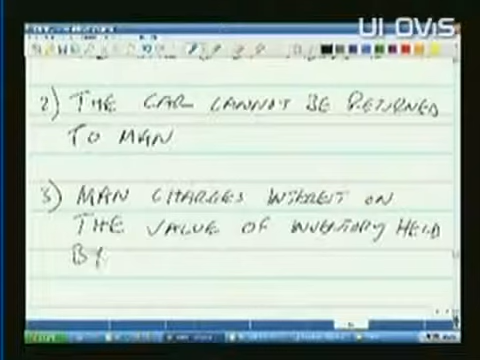 UI OVIS
2) THE CAR CANNOT BE RETURNED
TO MAN
3) MAN CHARGES INTEREST ON
THE VALUE OF INVENTORY HELD
BY